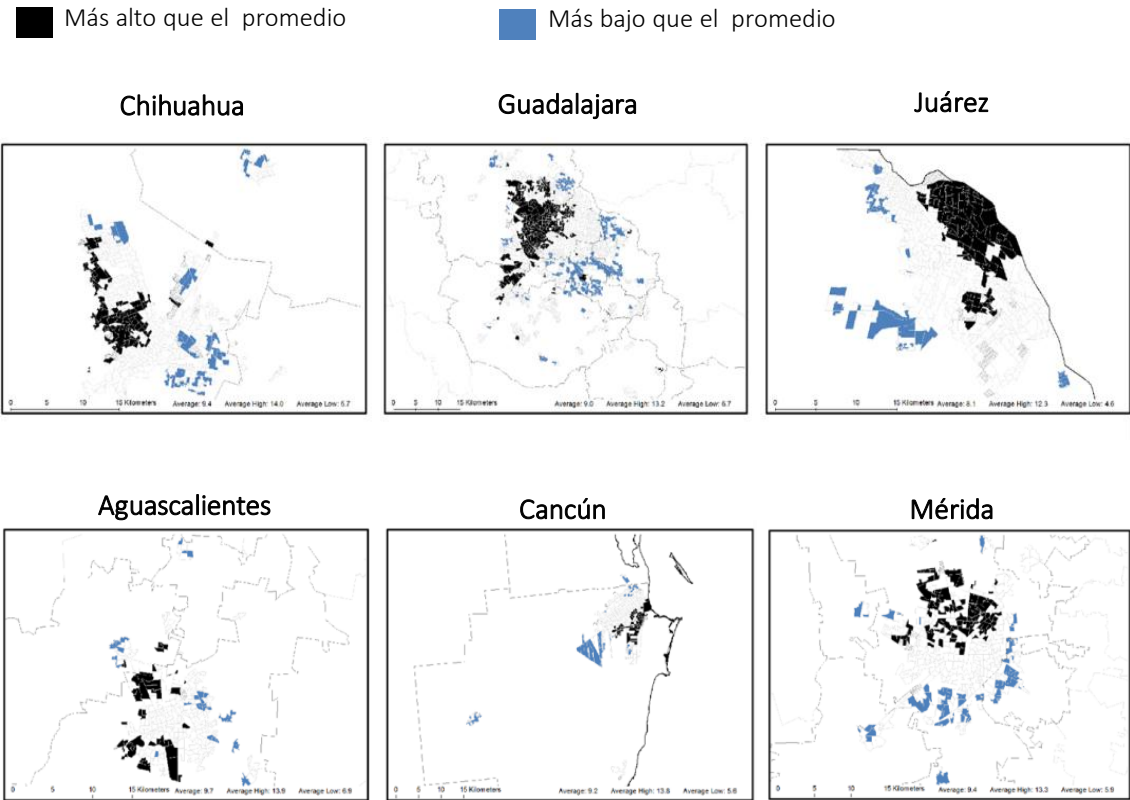 Más alto que el promedio
Más bajo que el promedio
Chihuahua
Guadalajara
Juárez
0 5 10 15 Kilometers Average: 9.4 Average High: 14.0 Average Low: 5.7
0 5 10 15 Kilometers Average: 9.0 Average High: 13.2 Average Low: 6.7
0 5 10 15 Kilometers Average: 8.1 Average High: 12.3 Average Low: 4.6
Aguascalientes
Cancún
Mérida
0 5 10 15 Kilometers Average: 9.7 Average High: 13.9 Average Low: 6.9
0 5 10 15 Kilometers Average: 9.2 Average High: 13.8 Average Low: 5.6
0 5 10 15 Kilometers Average: 9.4 Average High: 13.3 Average Low: 5.9